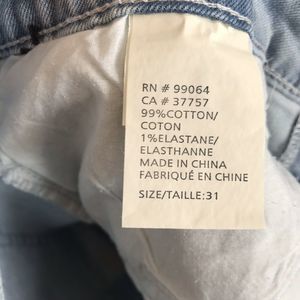 RN # 99064
CA # 37757
99%COTTON/
COTON
1%ELASTANE/
ELASTHANNE
MADE IN CHINA
FABRIQUÉ EN CHINE
SIZE/TAILLE:31